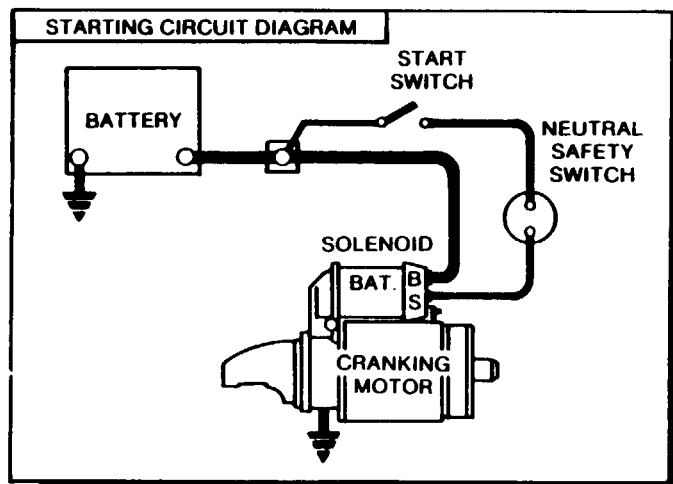 STARTING CIRCUIT DIAGRAM
START
SWITCH
BATTERY
NEUTRAL
SAFETY
SWITCH
SOLENOID
BAT.
B
S
CRANKING
MOTOR